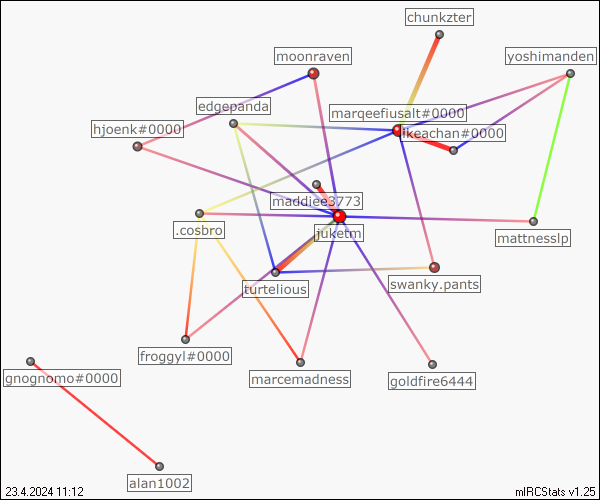 chunkzter
moonraven
yoshimanden
edgepanda
marqeefiusalt#0000
hjoenk#0000
ikeachan#0000
maddiee3773
.cosbro
juketm
mattnesslp
turtelious
swanky.pants
froggyl#0000
marcemadness
goldfire6444
gnognomo#0000
alan1002
23.4.2024 11:12
mIRCStats v1.25